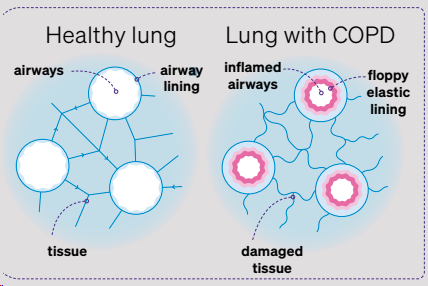 Healthy lung
airways
airway
lining
tissue
Lung with COPD
inflamed
airways
floppy
elastic
lining
damaged
tissue